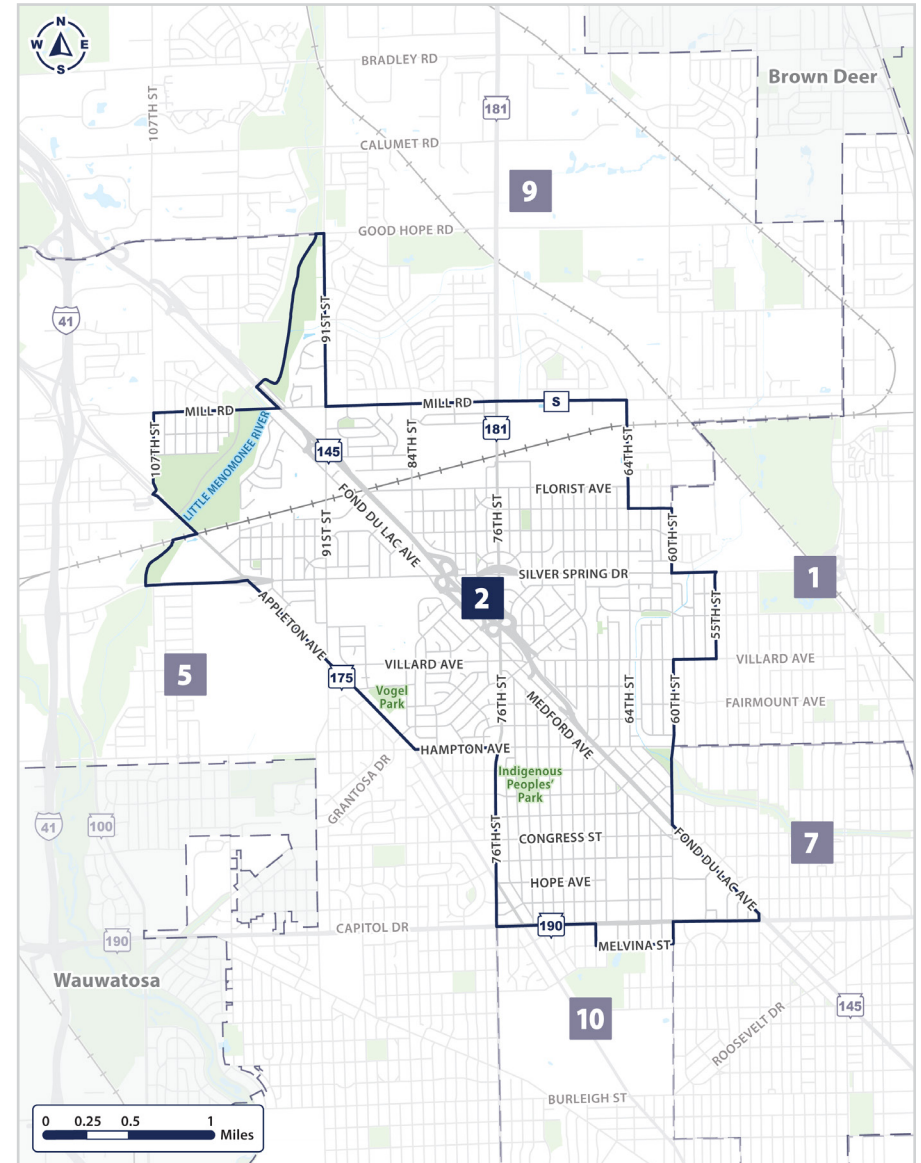 N
W E
S
BRADLEY RD
Brown Deer
107TH ST
181
CALUMET RD
9
GOOD HOPE RD
41
91ST ST
MILL RD
MILL RD
S
107TH ST
LITTLE MENOMONEE RIVER
145
84TH ST
181
64TH ST
FLORIST AVE
FOND DU LAC AVE
91ST ST
76TH ST
60TH ST
SILVER SPRING DR
2
1
55TH ST
APPLETON AVE
5
175
VILLARD AVE
VILLARD AVE
Vogel
Park
76TH ST
MEDFORD AVE
64TH ST
60TH ST
FAIRMOUNT AVE
HAMPTON AVE
GRANTOSA DR
Indigenous
Peoples'
Park
41
100
76TH ST
CONGRESS ST
FOND DU LAC AVE
7
HOPE AVE
190
CAPITOL DR
190
MELVINA ST
Wauwatosa
10
145
ROOSEVELT DR
BURLEIGH ST
0 0.25 0.5 1
Miles